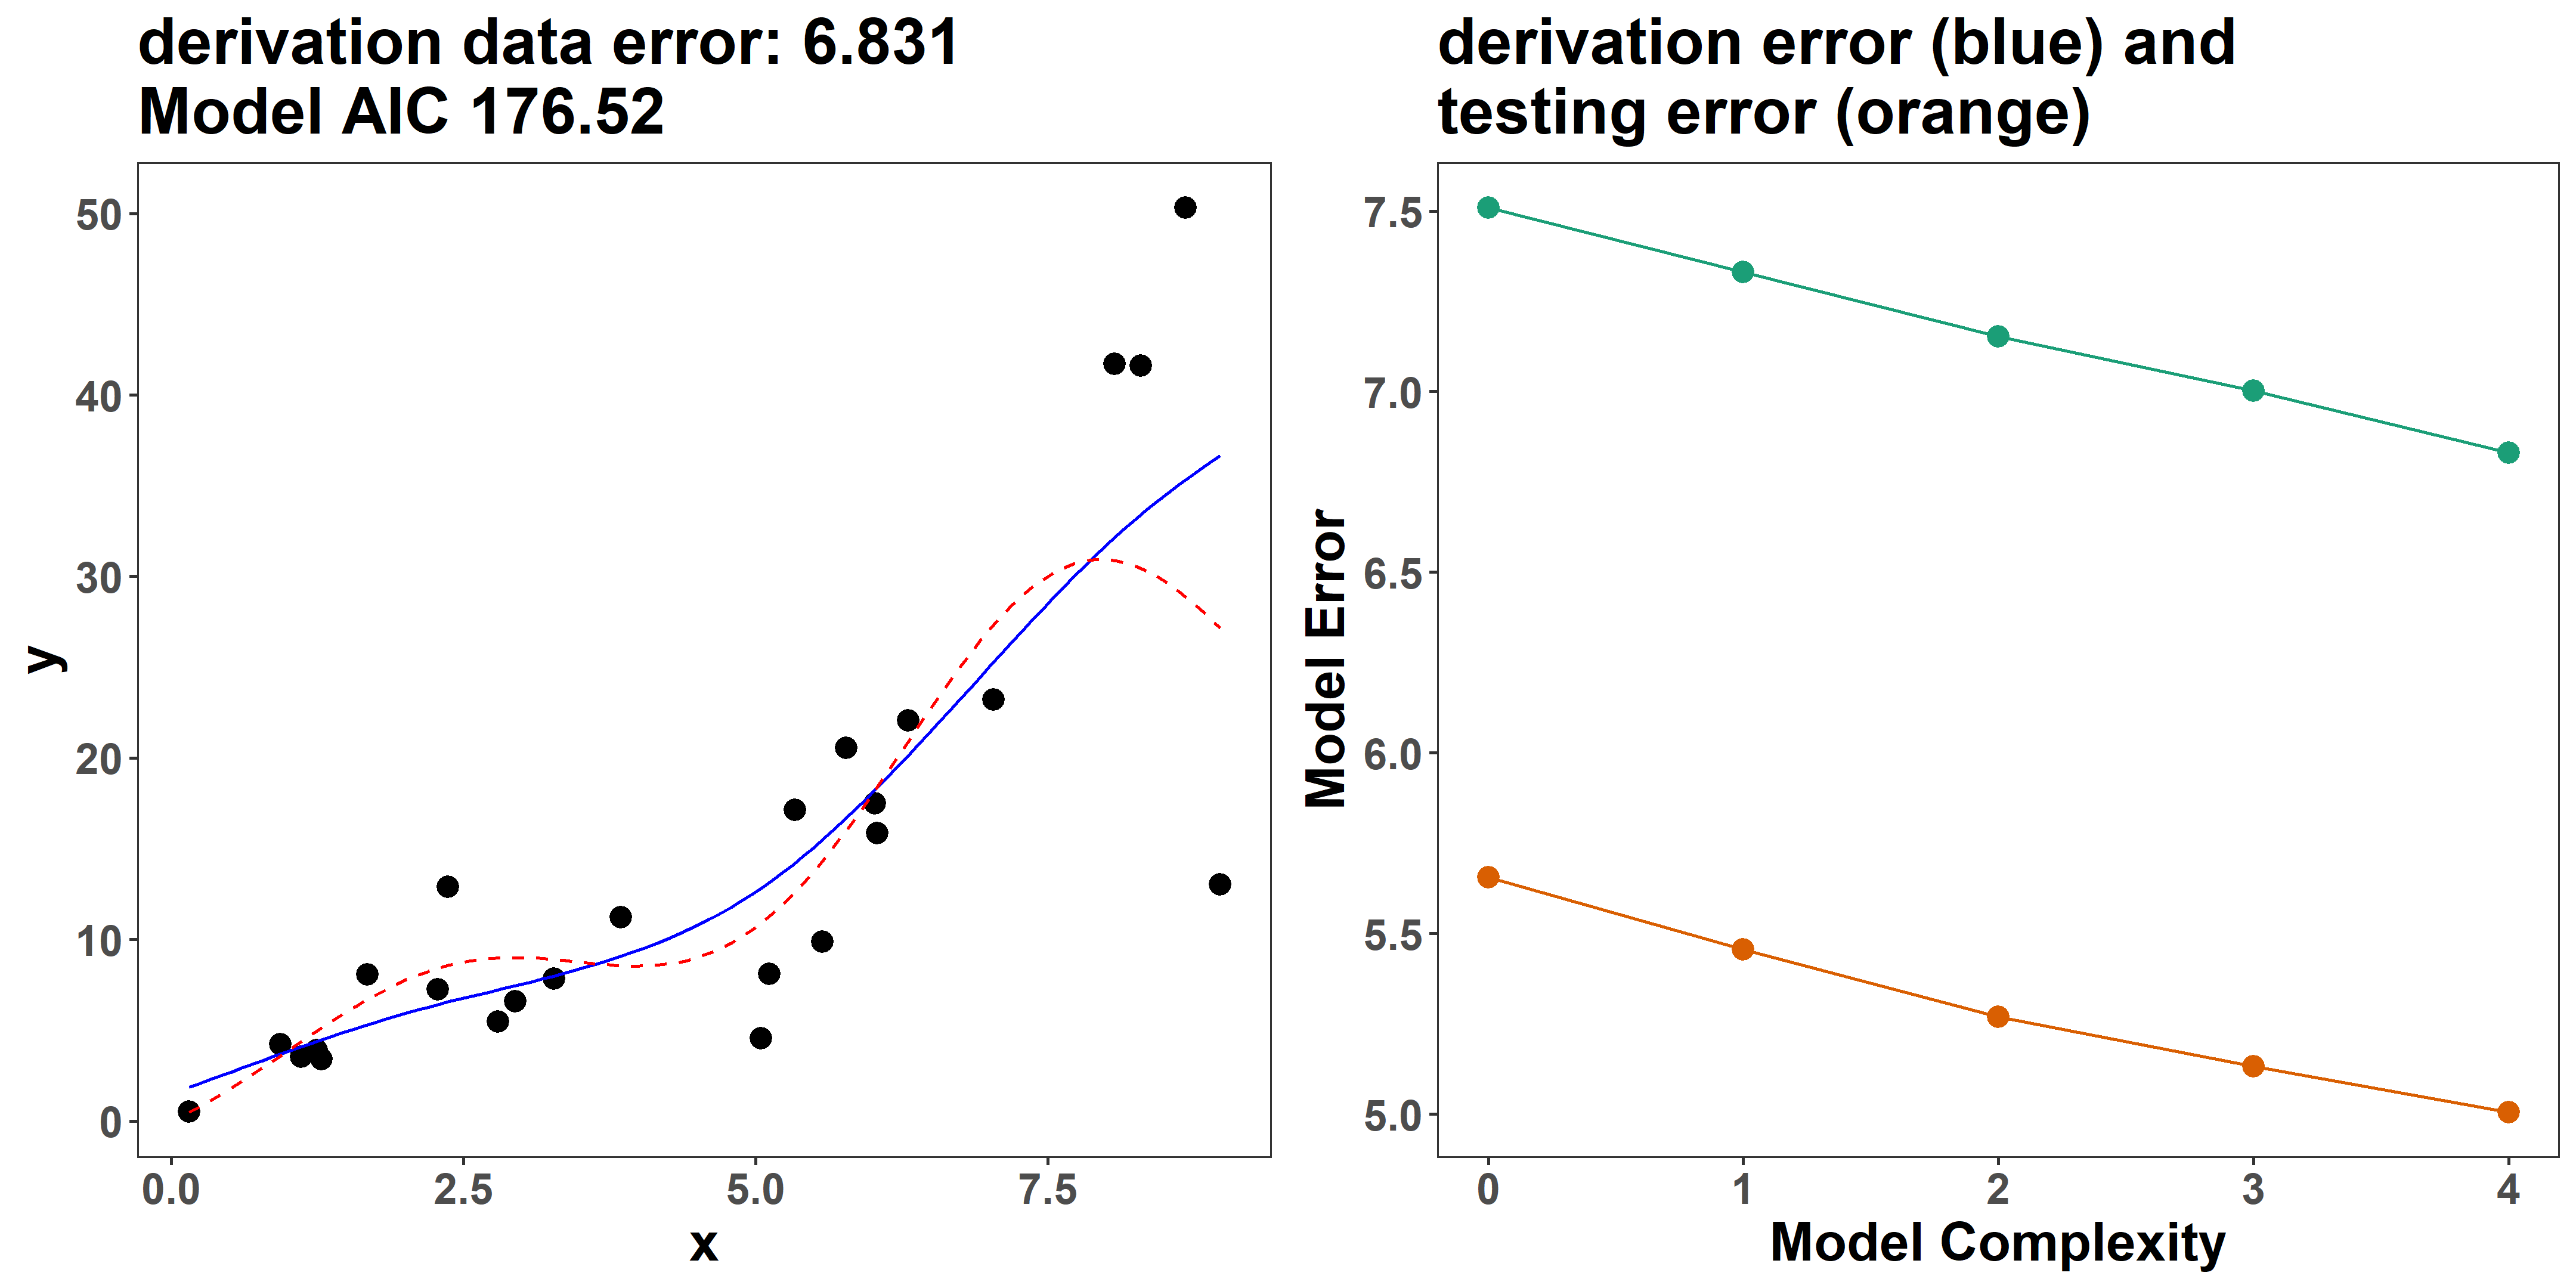 derivation data error: 6.831
Model AIC 176.52
50
40
30
20
10
0
y
0.0 2.5 5.0 7.5
x
derivation error (blue) and
testing error (orange)
7.5
7.0
6.5
6.0
5.5
5.0
Model Error
0 1 2 3 4
Model Complexity